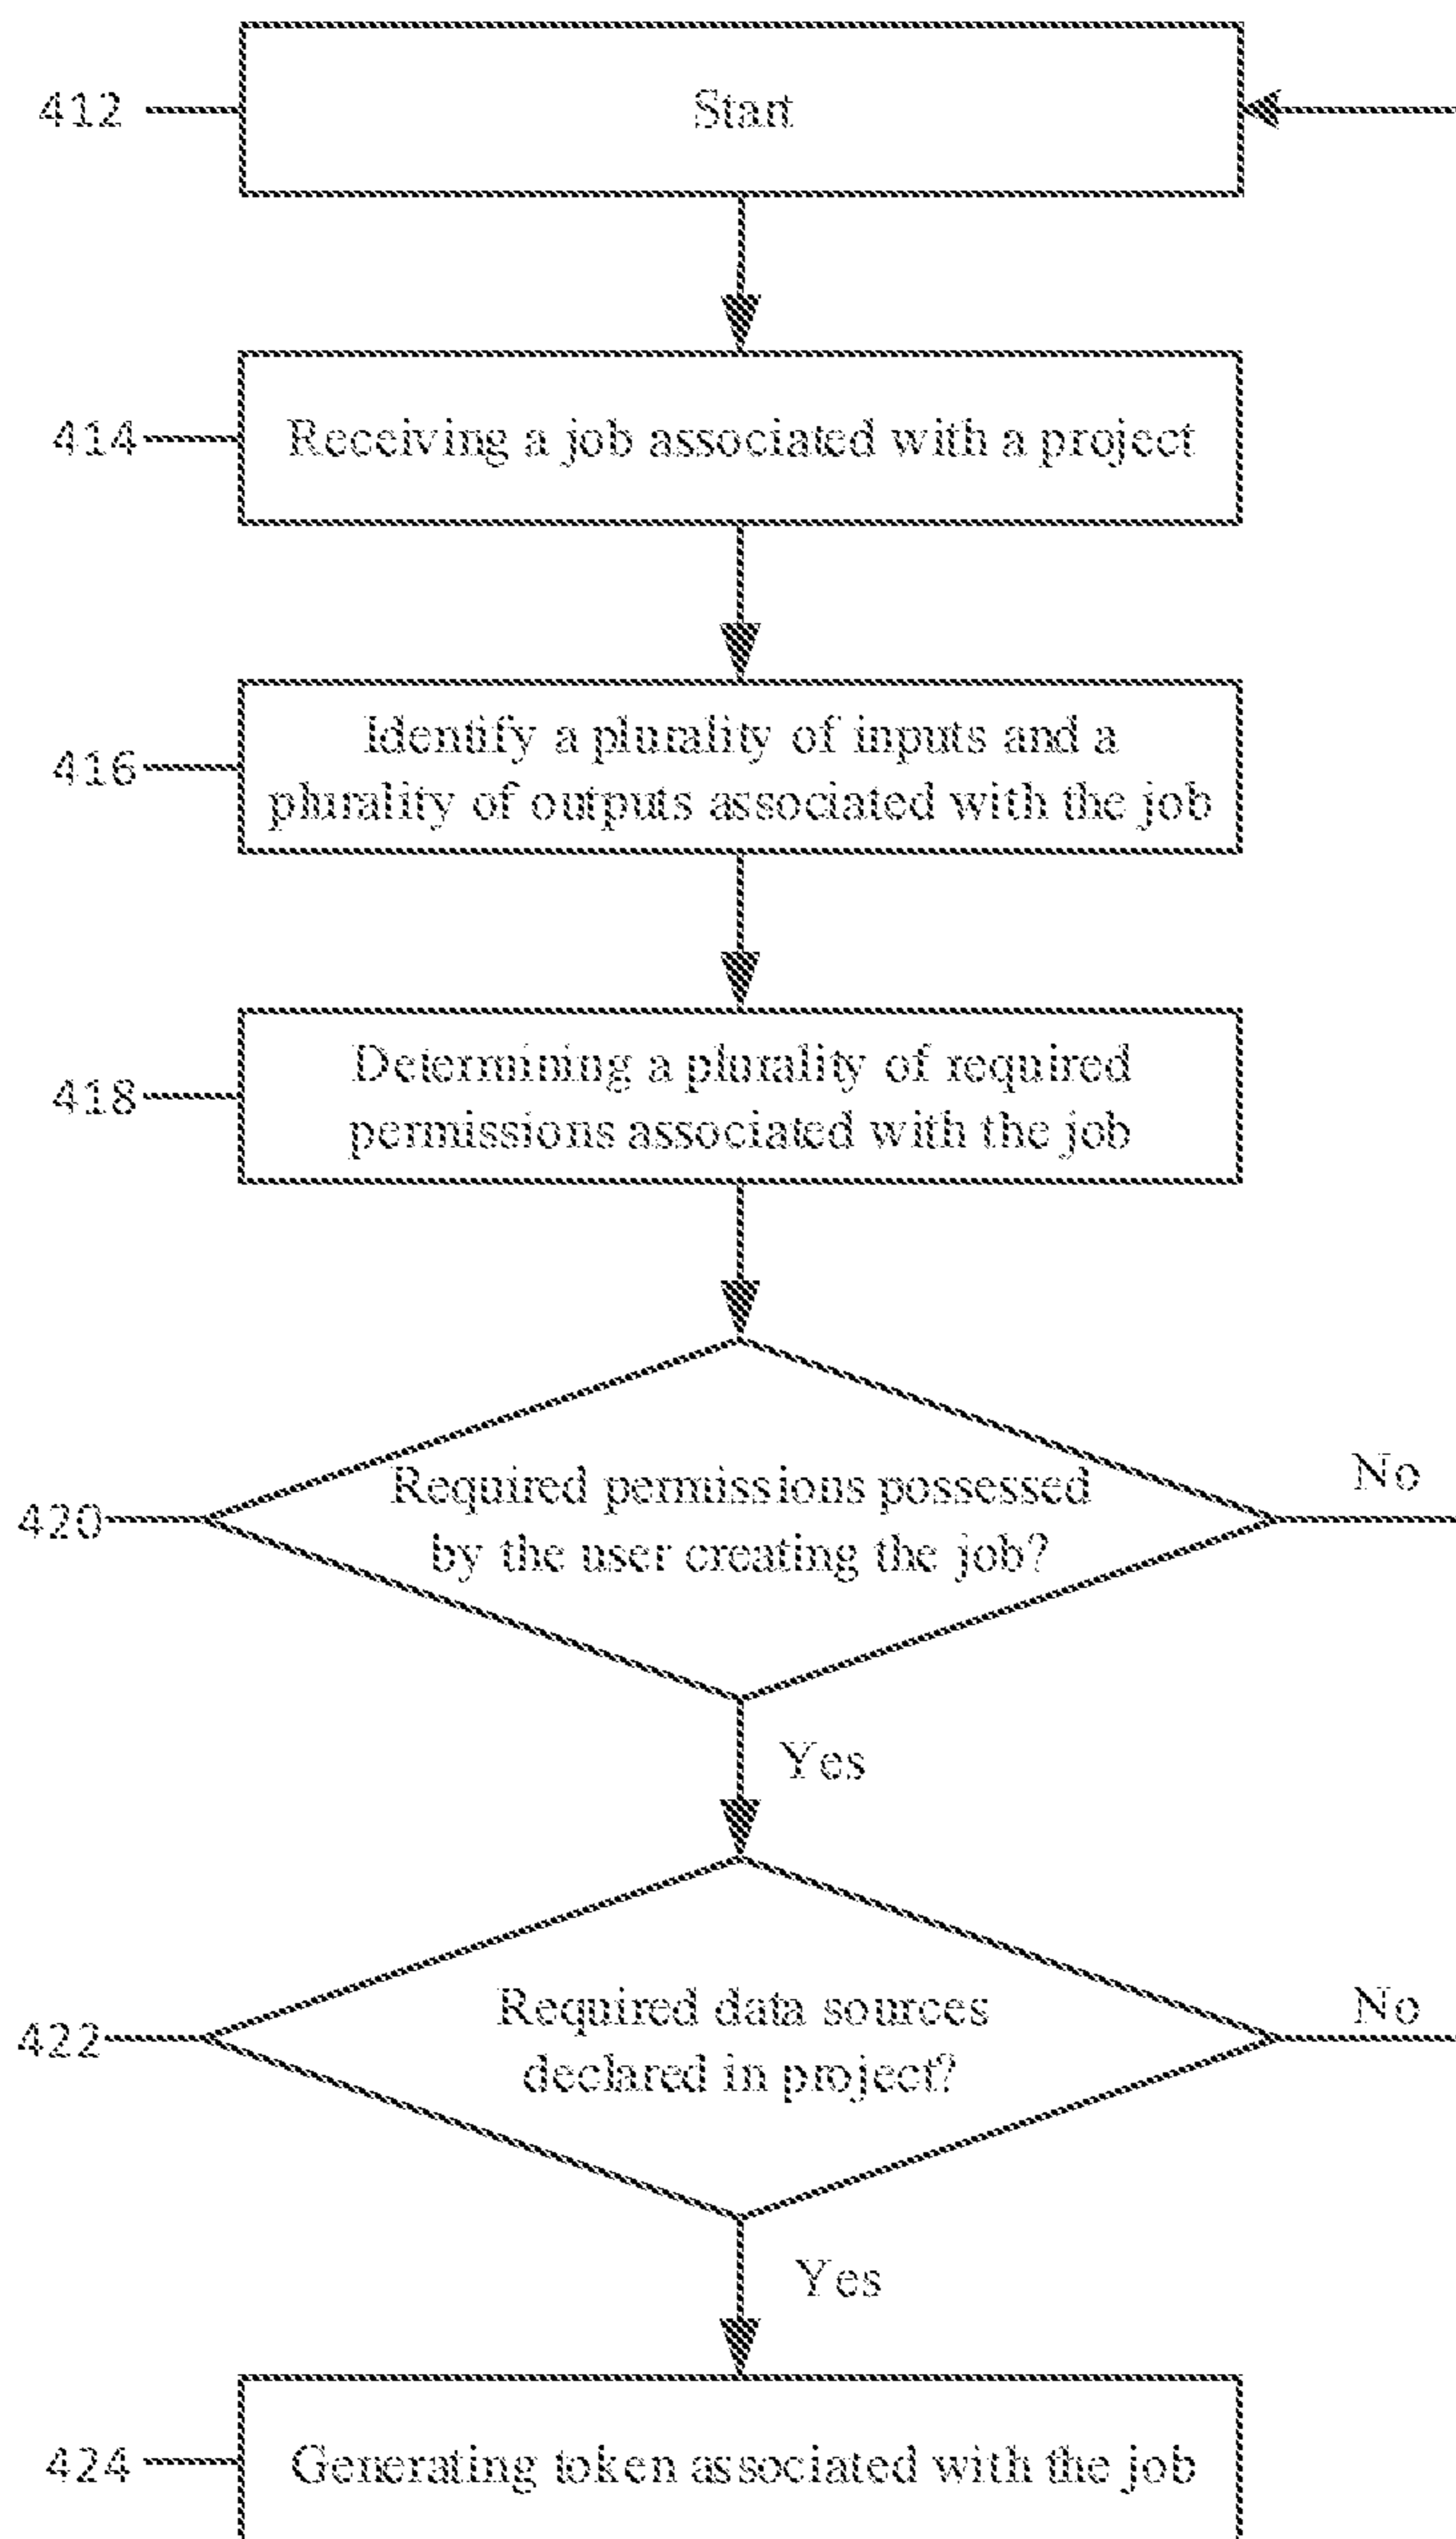 412
Start
414
Receiving a job associated with a project
416
Identify a plurality of inputs and a
plurality of outputs associated with the job
418
Determining a plurality of required
permissions associated with the job
420
Required permissions possessed
by the user creating the job?
No
Yes
422
Required data sources
declared in project?
No
Yes
424
Generating token associated with the job